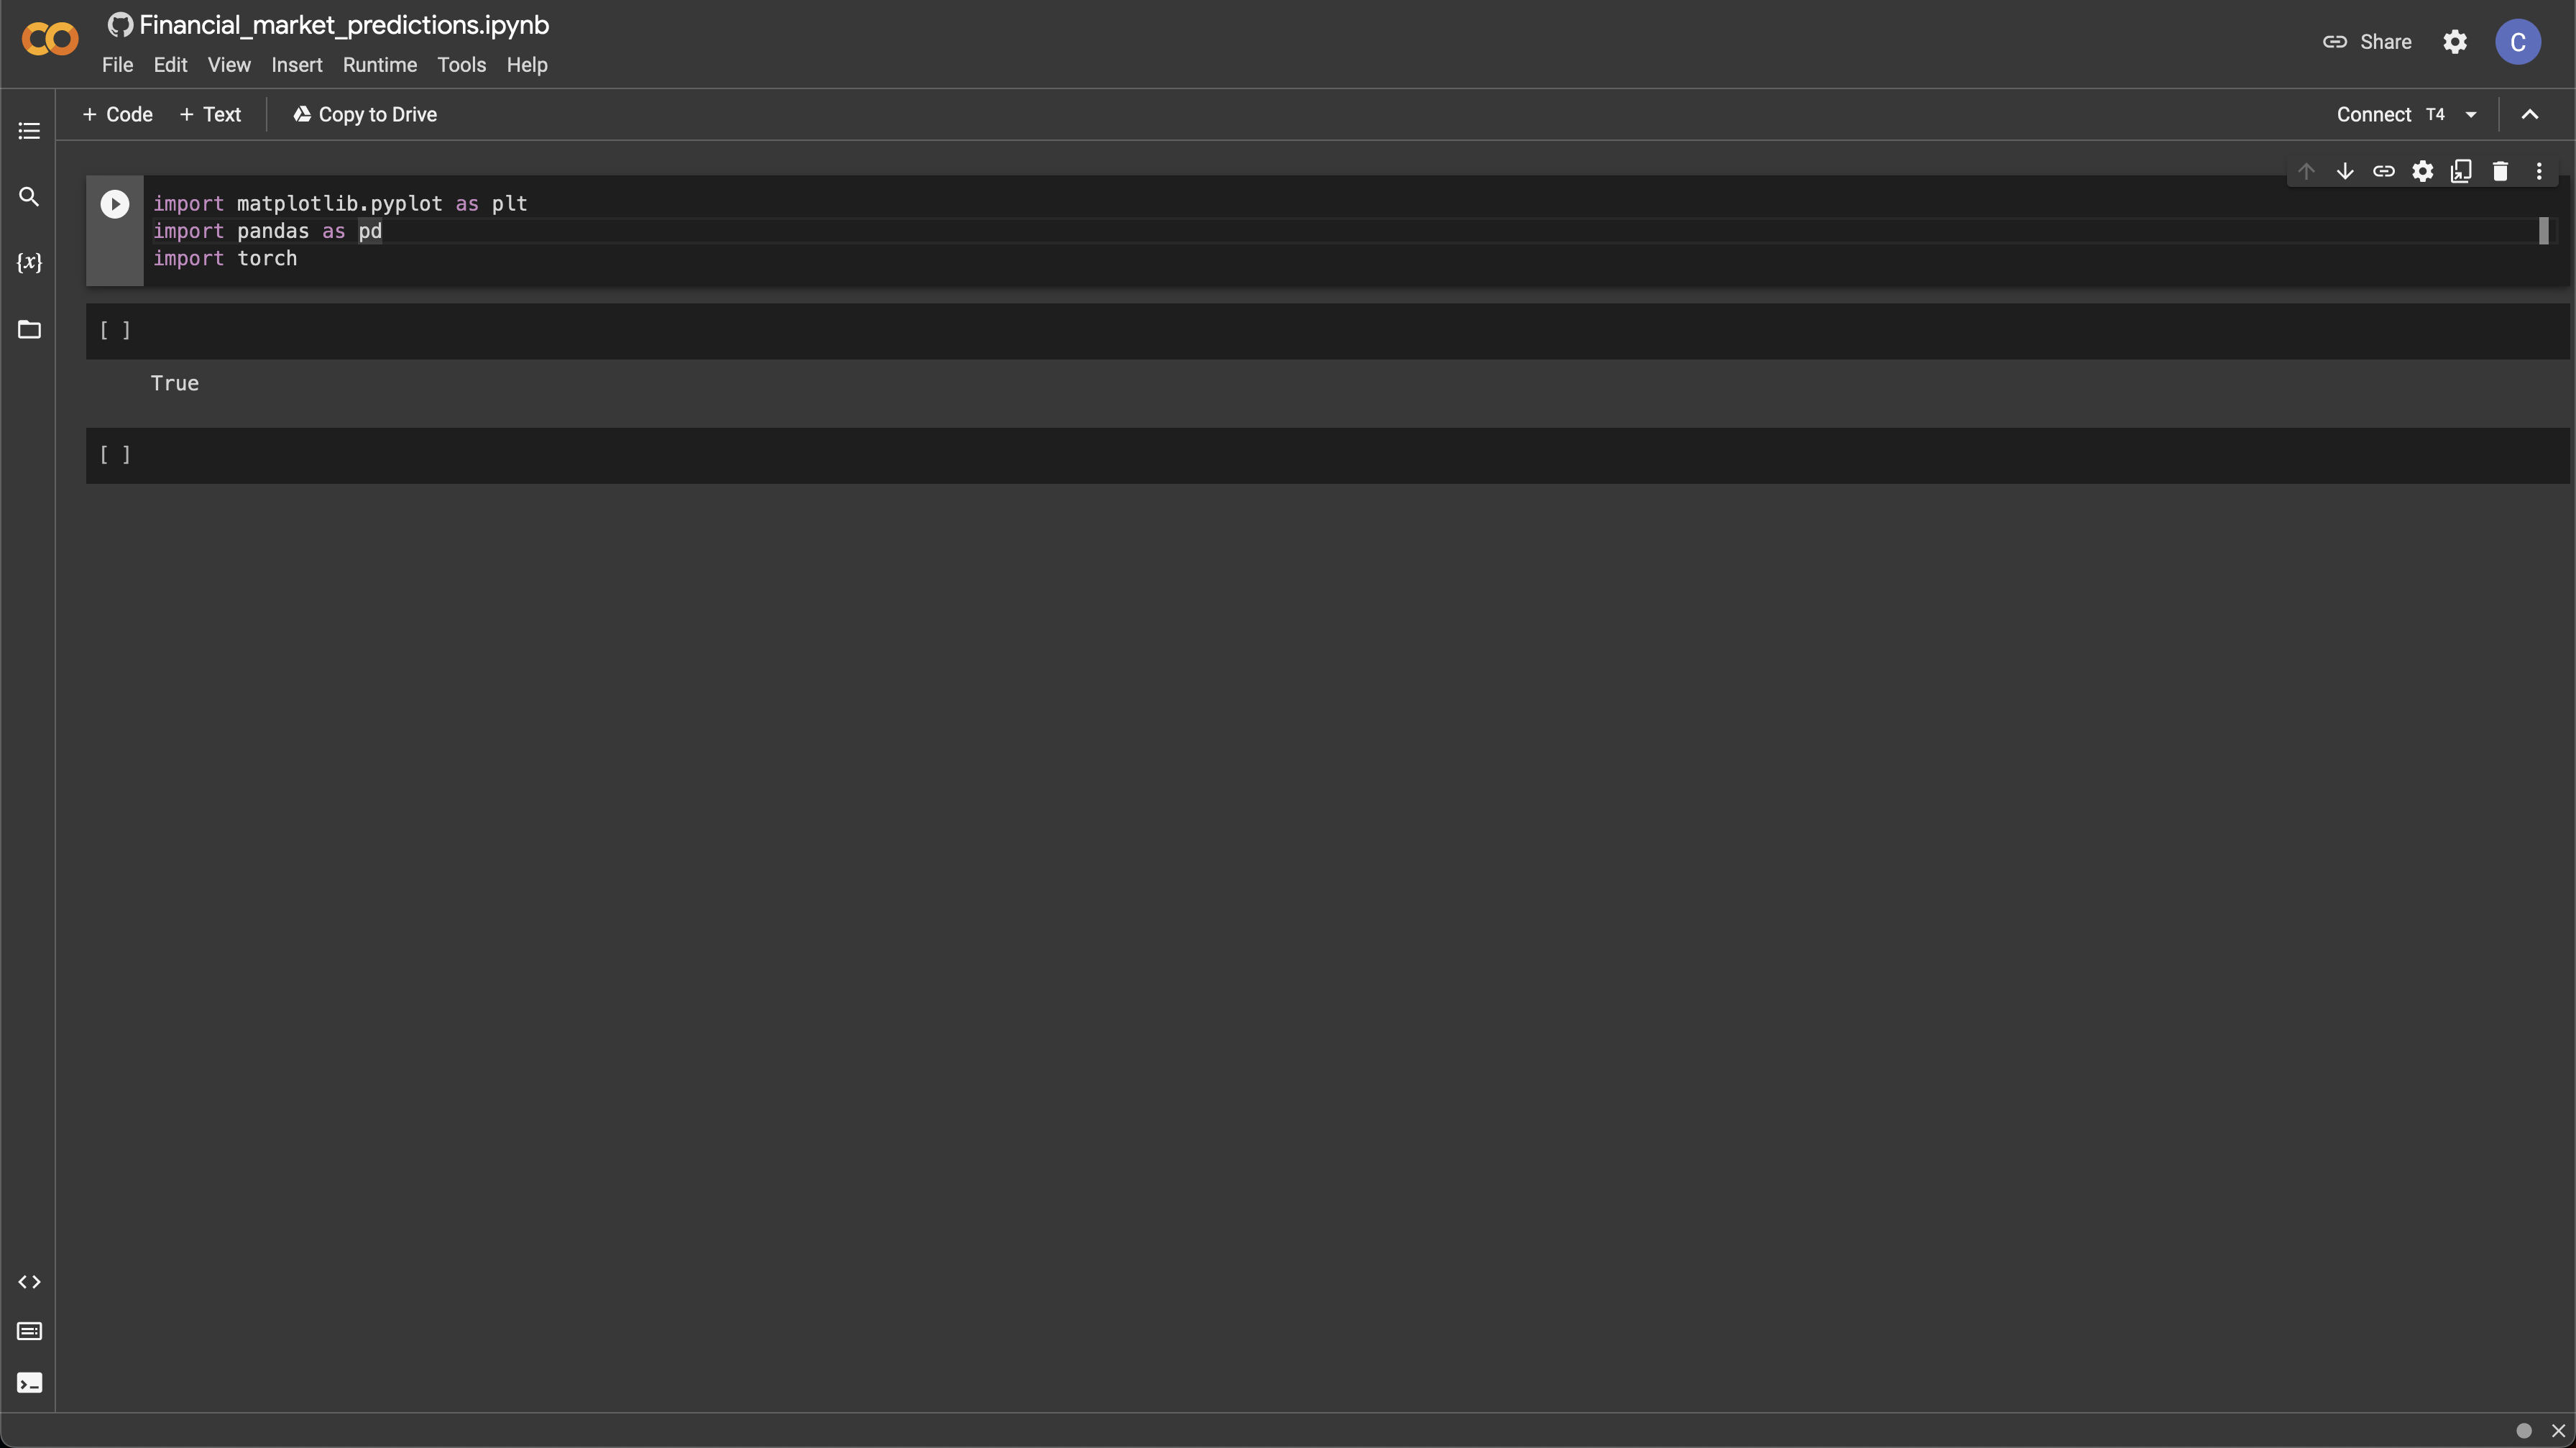 Financial_market_predictions.ipynb
File Edit View Insert Runtime Tools Help
Share
C
+ Code + Text Copy to Drive
Connect T4
import matplotlib.pyplot as plt
import pandas as pd
import torch
{x}
[ ]
True
[ ]